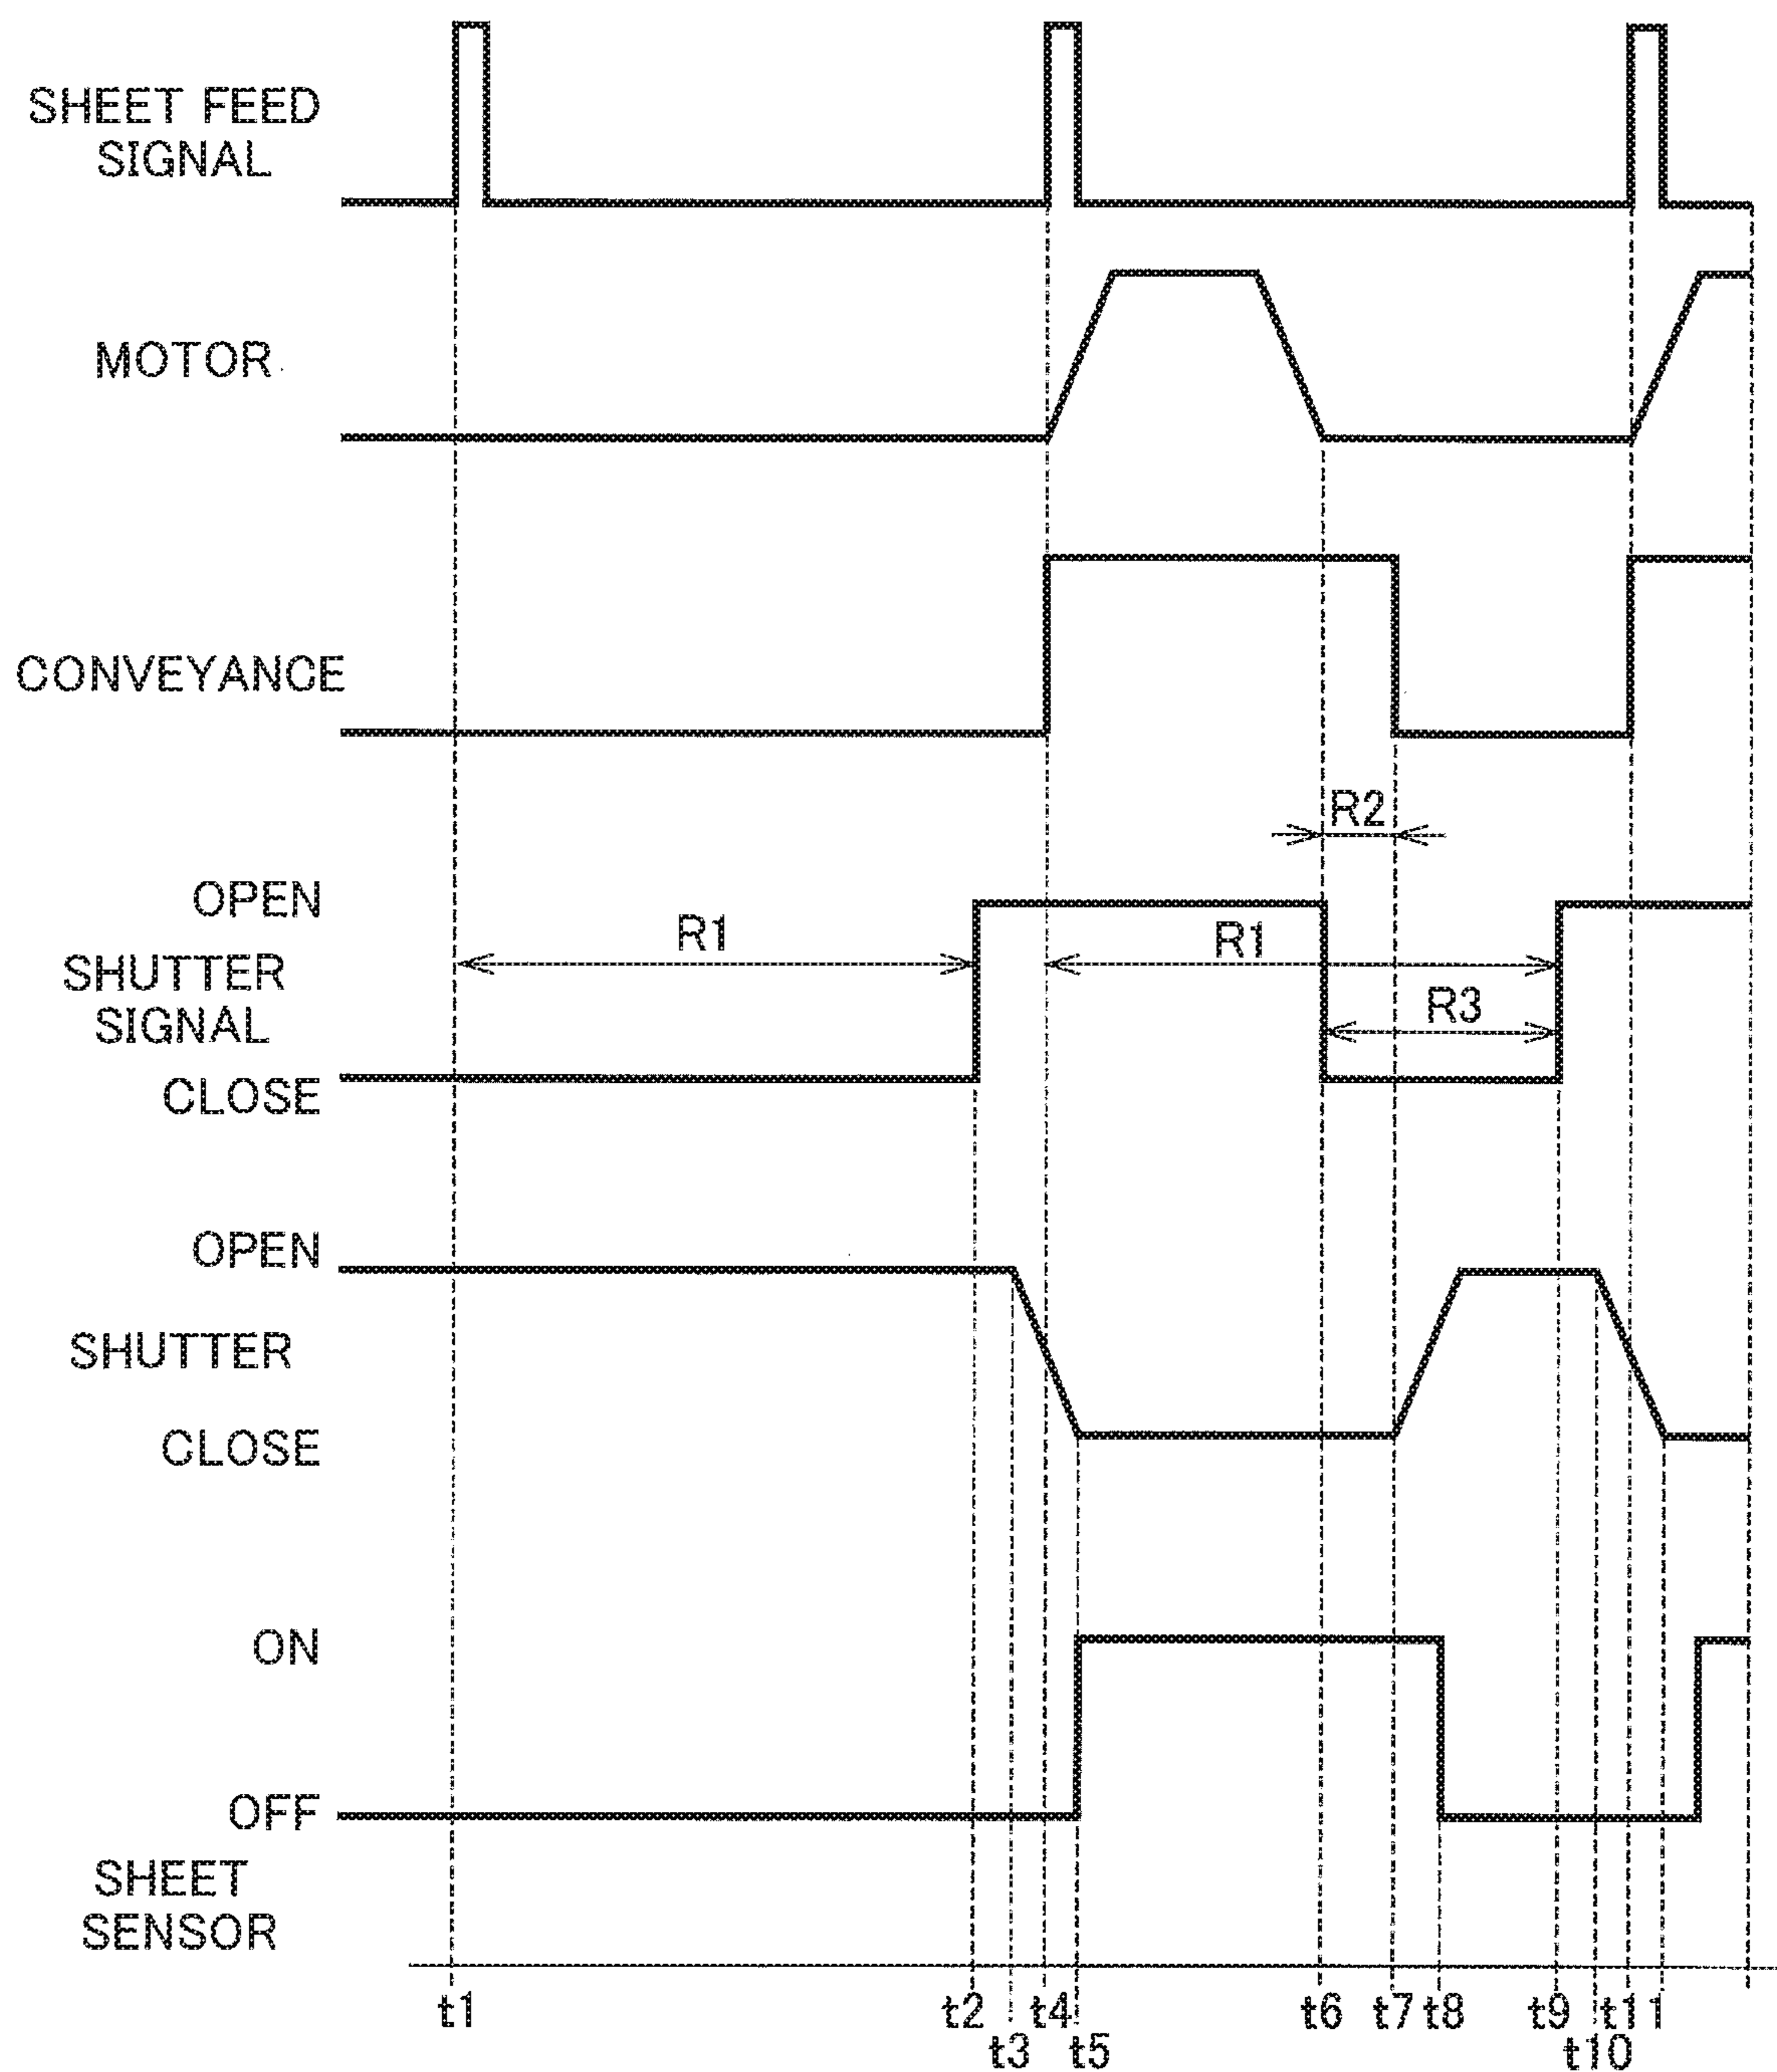 SHEET FEED
SIGNAL
MOTOR
CONVEYANCE
R2
OPEN
R1
R1
SHUTTER
SIGNAL
R3
CLOSE
OPEN
SHUTTER
CLOSE
ON
OFF
SHEET
SENSOR
t1 t2 t4 t6 t7 t8 t9 t11
t3 t5 t10